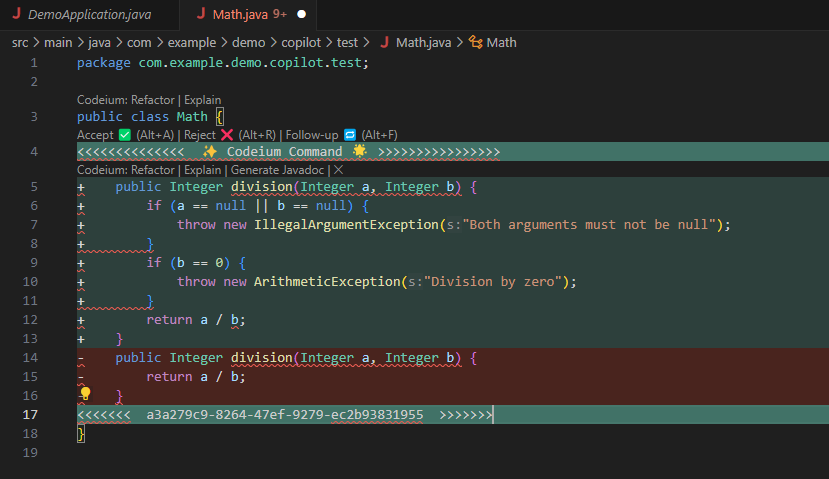 J DemoApplication.java J Math.java 9+ ●
src > main > java > com > example > demo > copilot > test > J Math.java > Math
1 package com.example.demo.copilot.test;
2
Codeium: Refactor | Explain
3 public class Math {
Accept ✅ (Alt+A) | Reject ❌ (Alt+R) | Follow-up 🔁 (Alt+F)
4 <<<<<<<<<<<<<< ✨ Codeium Command 🌟 >>>>>>>>>>>>>>>>
Codeium: Refactor | Explain | Generate Javadoc | ×
5 + public Integer division(Integer a, Integer b) {
6 + if (a == null || b == null) {
7 + throw new IllegalArgumentException(s:"Both arguments must not be null");
8 + }
9 + if (b == 0) {
10 + throw new ArithmeticException(s:"Division by zero");
11 + }
12 + return a / b;
13 + }
14 - public Integer division(Integer a, Integer b) {
15 - return a / b;
16 - }
17 <<<<<<< a3a279c9-8264-47ef-9279-ec2b93831955 >>>>>>>
18 }
19